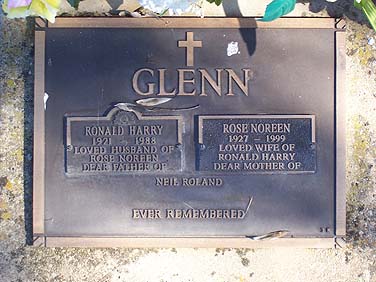 GLENN
RONALD HARRY
1921 - 1988
LOVED HUSBAND OF
ROSE NOREEN
DEAR FATHER OF
ROSE NOREEN
1927 - 1999
LOVED WIFE OF
RONALD HARRY
DEAR MOTHER OF
NEIL ROLAND
EVER REMEMBERED